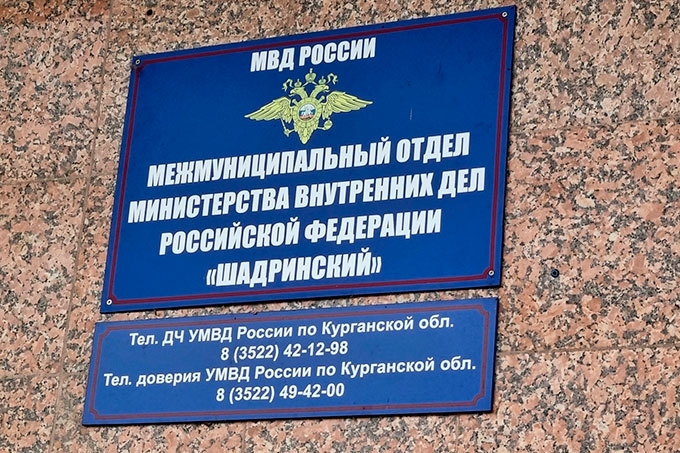 МВД РОССИИ
МЕЖМУНИЦИПАЛЬНЫЙ ОТДЕЛ
МИНИСТЕРСТВА ВНУТРЕННИХ ДЕЛ
РОССИЙСКОЙ ФЕДЕРАЦИИ
«ШАДРИНСКИЙ»
Тел. ДЧ УМВД России по Курганской обл.
8 (3522) 42-12-98
Тел. доверия УМВД России по Курганской обл.
8 (3522) 49-42-00